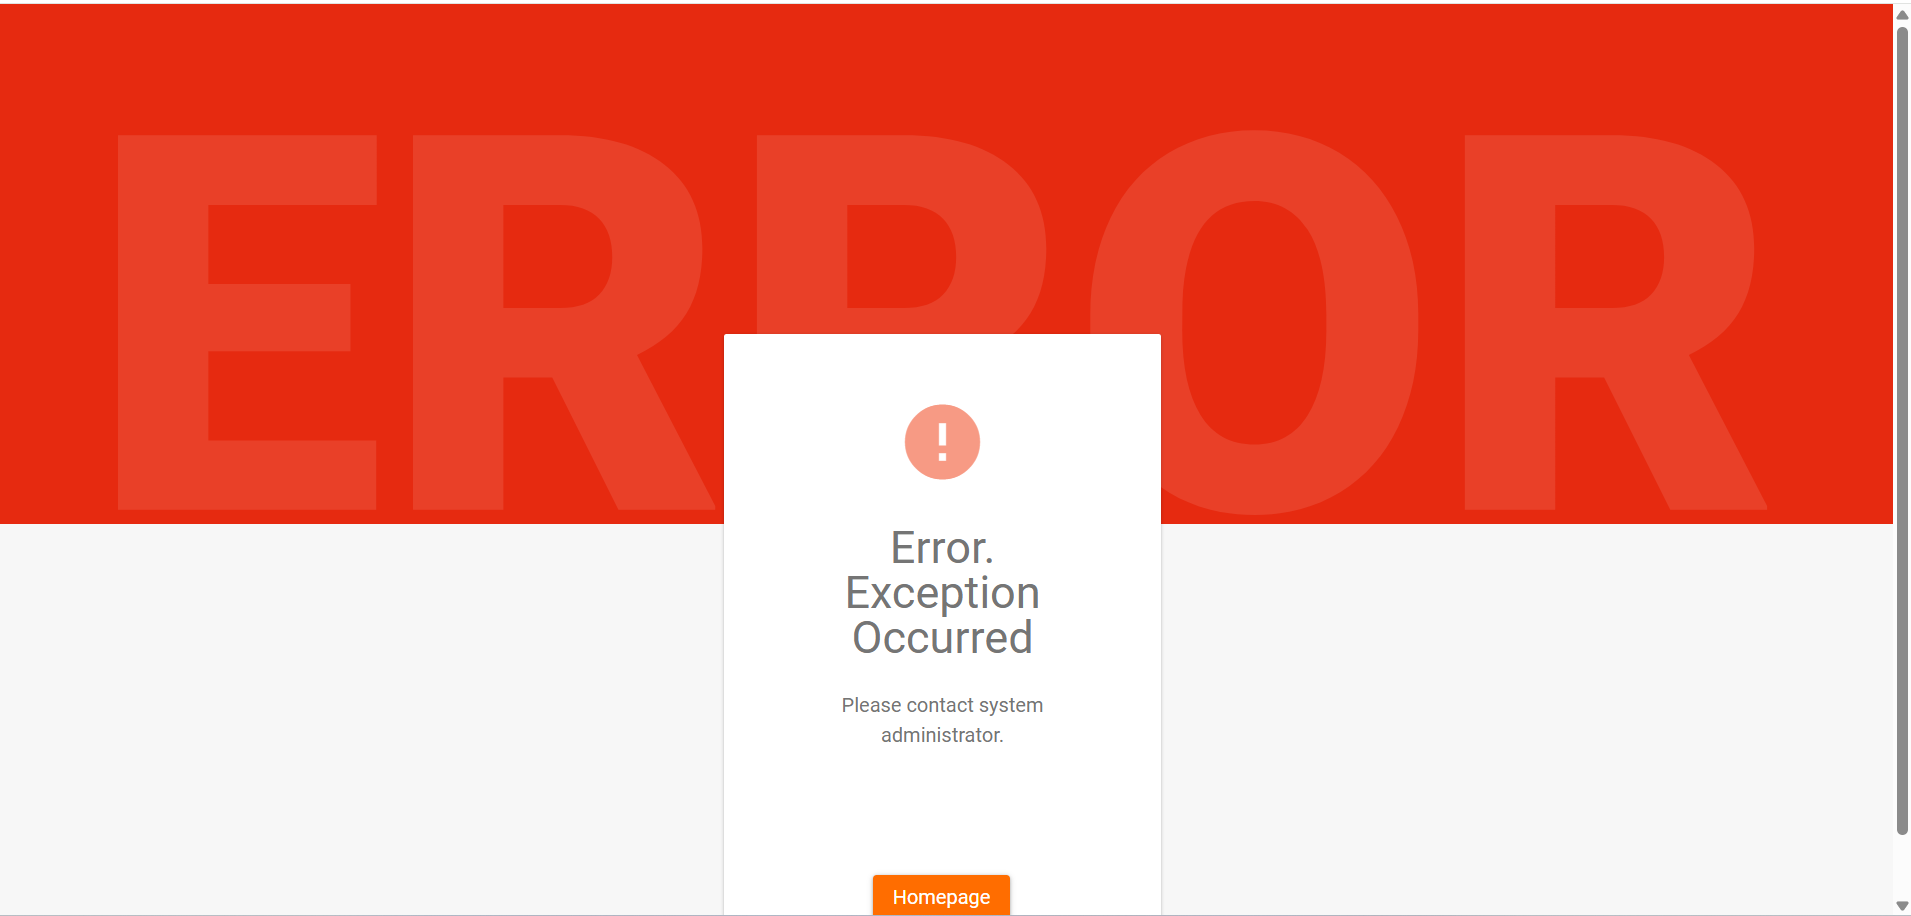 ERROR
Error.
Exception
Occurred
Please contact system
administrator.
Homepage